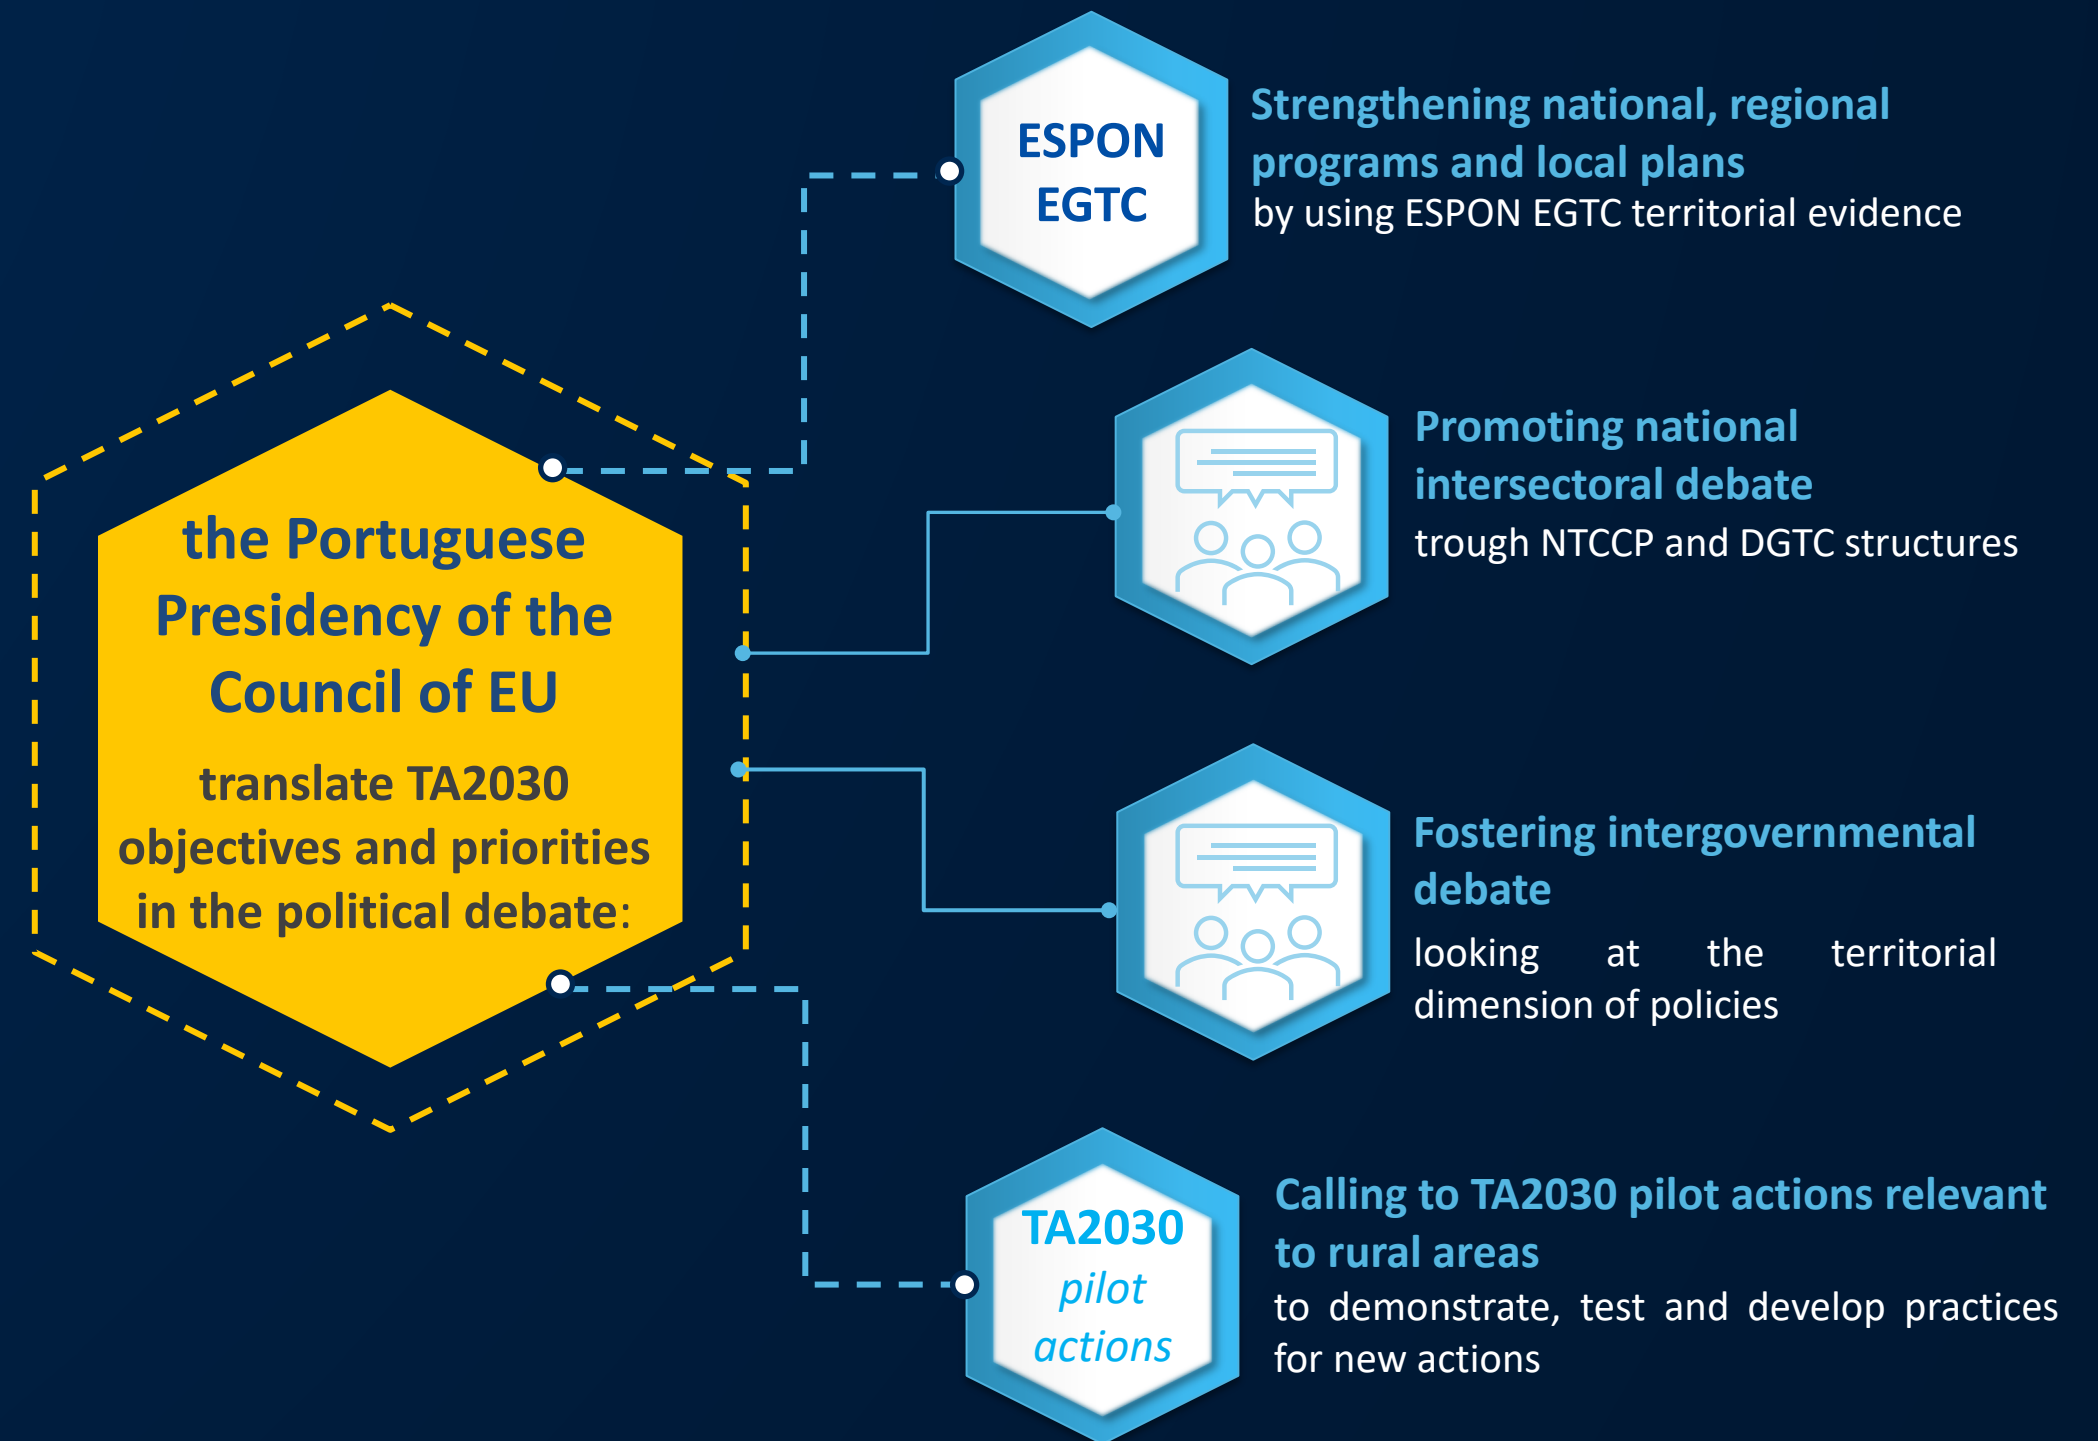 the Portuguese
Presidency of the
Council of EU
translate TA2030
objectives and priorities
in the political debate:
ESPON
EGTC
Strengthening national, regional
programs and local plans
by using ESPON EGTC territorial evidence
Promoting national
intersectoral debate
trough NTCCP and DGTC structures
Fostering intergovernmental
debate
looking at the territorial
dimension of policies
TA2030
pilot
actions
Calling to TA2030 pilot actions relevant
to rural areas
to demonstrate, test and develop practices
for new actions